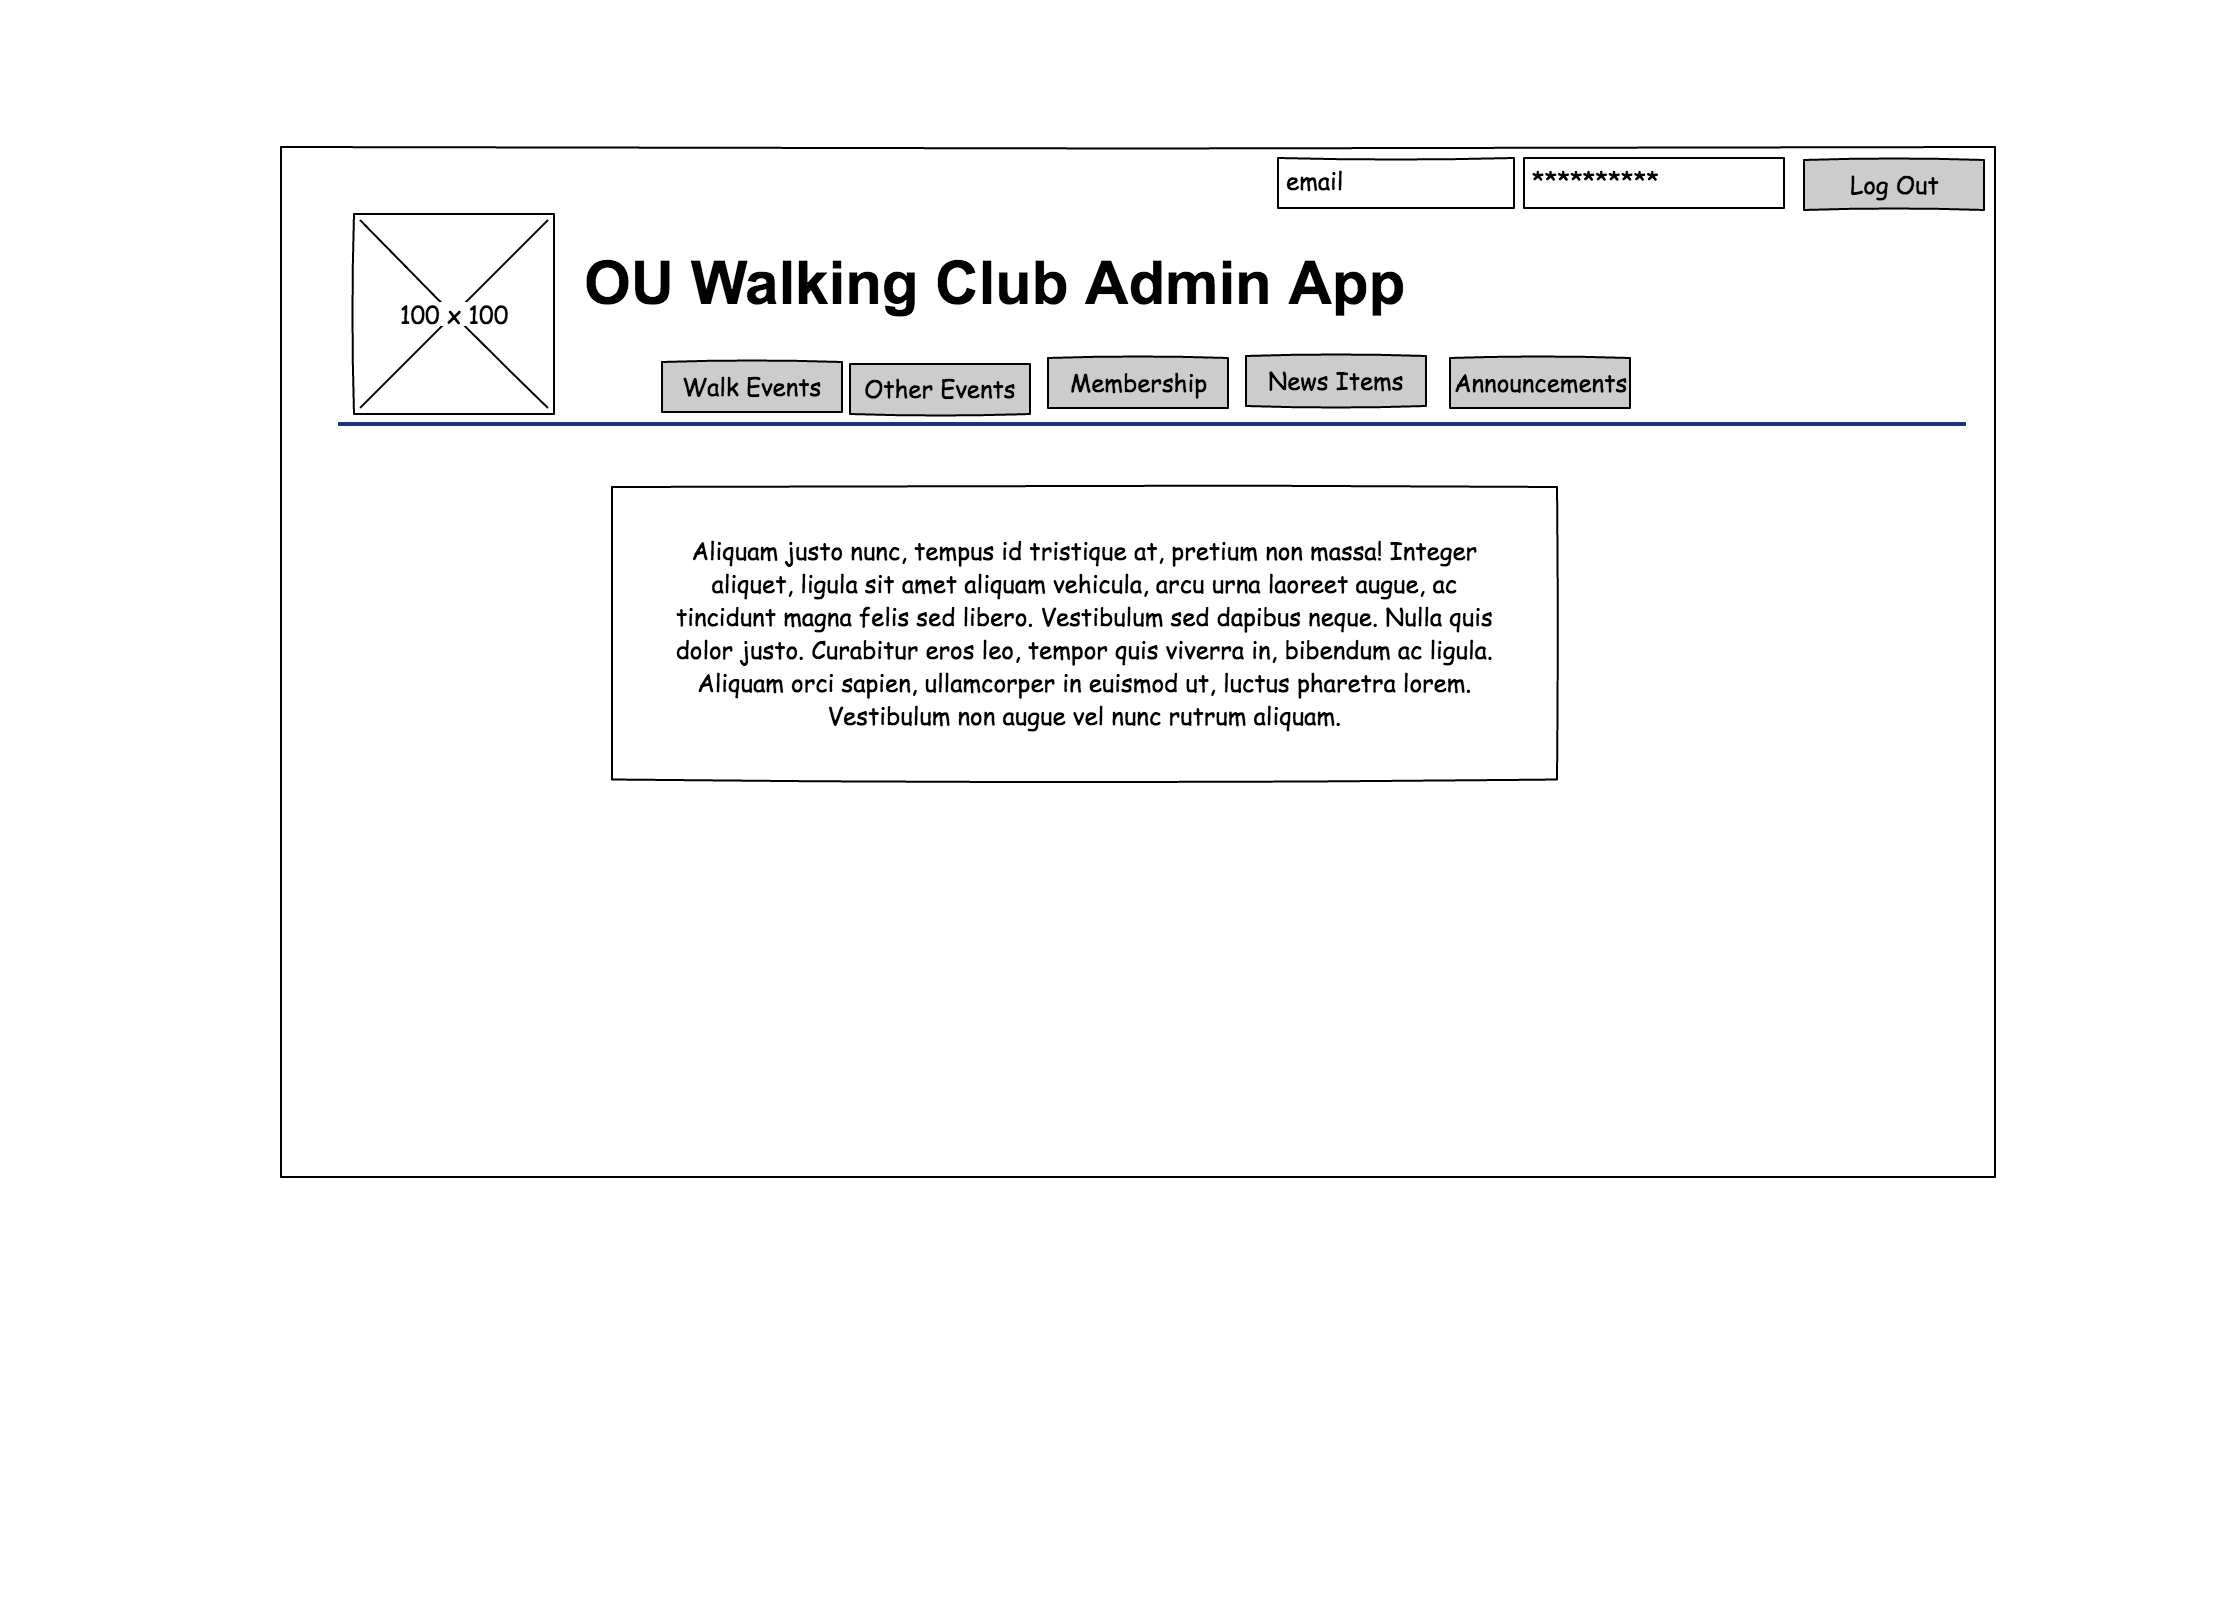 email
**********
Log Out
OU Walking Club Admin App
100 x 100
Walk Events
Other Events
Membership
News Items
Announcements
Aliquam justo nunc, tempus id tristique at, pretium non massa! Integer
aliquet, ligula sit amet aliquam vehicula, arcu urna laoreet augue, ac
tincidunt magna felis sed libero. Vestibulum sed dapibus neque. Nulla quis
dolor justo. Curabitur eros leo, tempor quis viverra in, bibendum ac ligula.
Aliquam orci sapien, ullamcorper in euismod ut, luctus pharetra lorem.
Vestibulum non augue vel nunc rutrum aliquam.